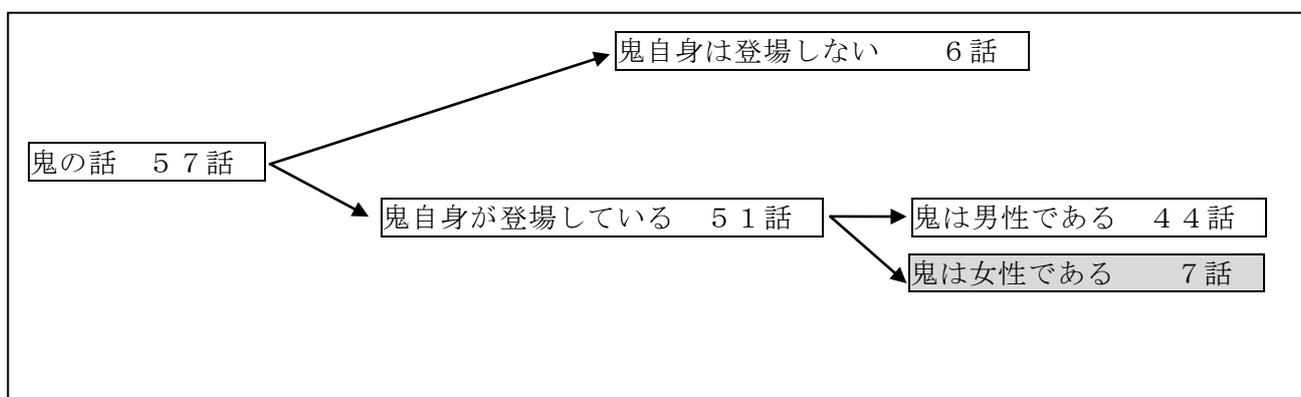 鬼自身は登場しない　　６話
鬼の話　５７話
鬼自身が登場している　５１話
鬼は男性である　４４話
鬼は女性である　　７話